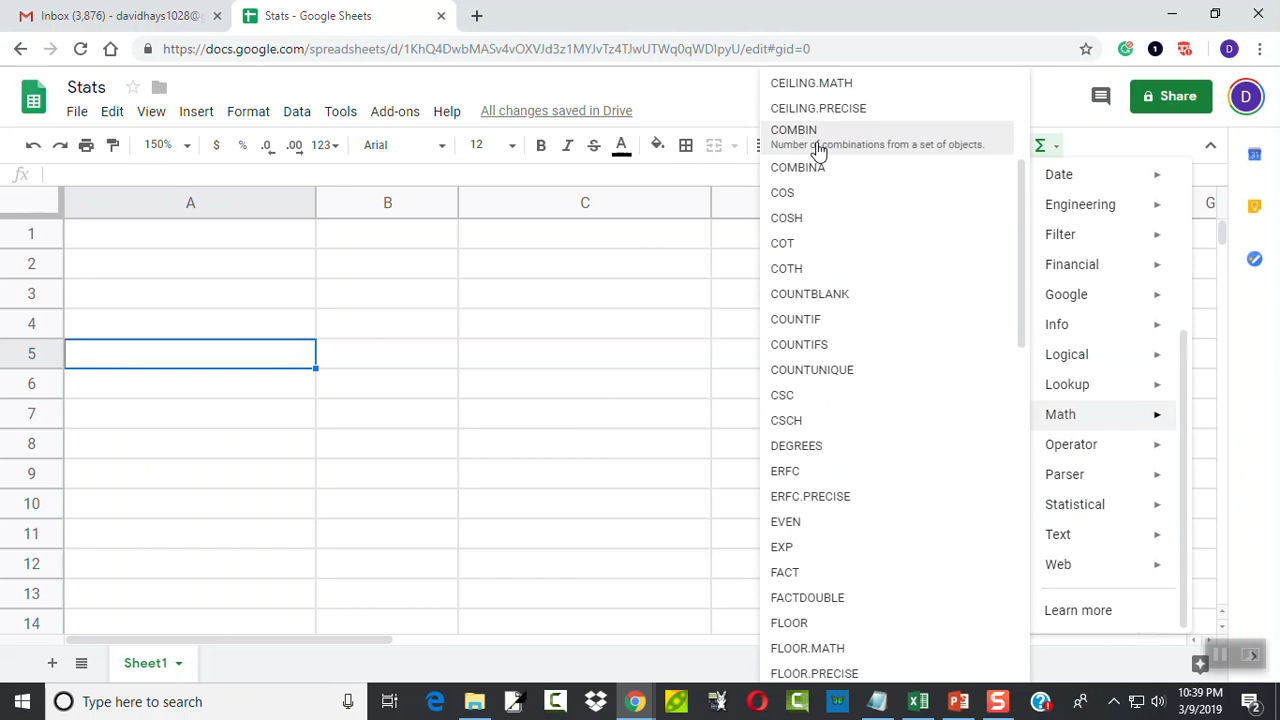 Inbox (3,876) - davidhays1028@g
Stats - Google Sheets
https://docs.google.com/spreadsheets/d/1KhQ4DwbMASv4vOXVJd3z1MYJvTz4TJwUTWq0qWDIpyU/edit#gid=0
Stats
File Edit View Insert Format Data Tools Add-ons Help All changes saved in Drive
Share
D
150% $ % .0 .00 123 Arial 12 B I S A Σ
fx
A B C G
1
2
3
4
5
6
7
8
9
10
11
12
13
14
CEILING.MATH
CEILING.PRECISE
COMBIN
Number of combinations from a set of objects.
COMBINA
COS
COSH
COT
COTH
COUNTBLANK
COUNTIF
COUNTIFS
COUNTUNIQUE
CSC
CSCH
DEGREES
ERFC
ERFC.PRECISE
EVEN
EXP
FACT
FACTDOUBLE
FLOOR
FLOOR.MATH
FLOOR.PRECISE
Date
Engineering
Filter
Financial
Google
Info
Logical
Lookup
Math
Operator
Parser
Statistical
Text
Web
Learn more
Sheet1
Type here to search
10:39 PM
3/9/2019